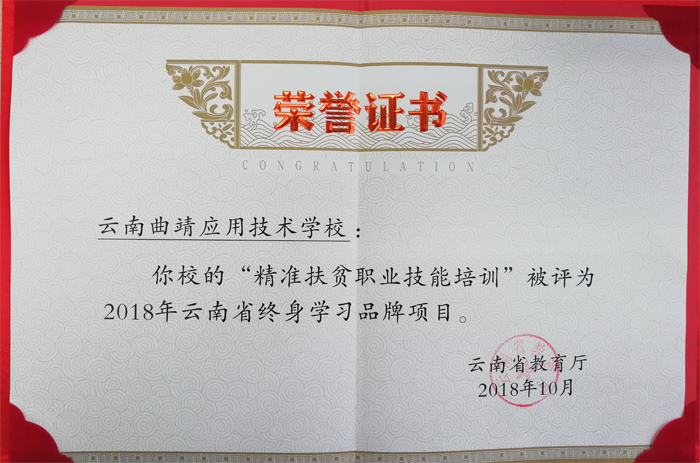 荣誉证书
CONGRATULATION
云南曲靖应用技术学校：
你校的“精准扶贫职业技能培训”被评为
2018年云南省终身学习品牌项目。
云南省教育厅
2018年10月